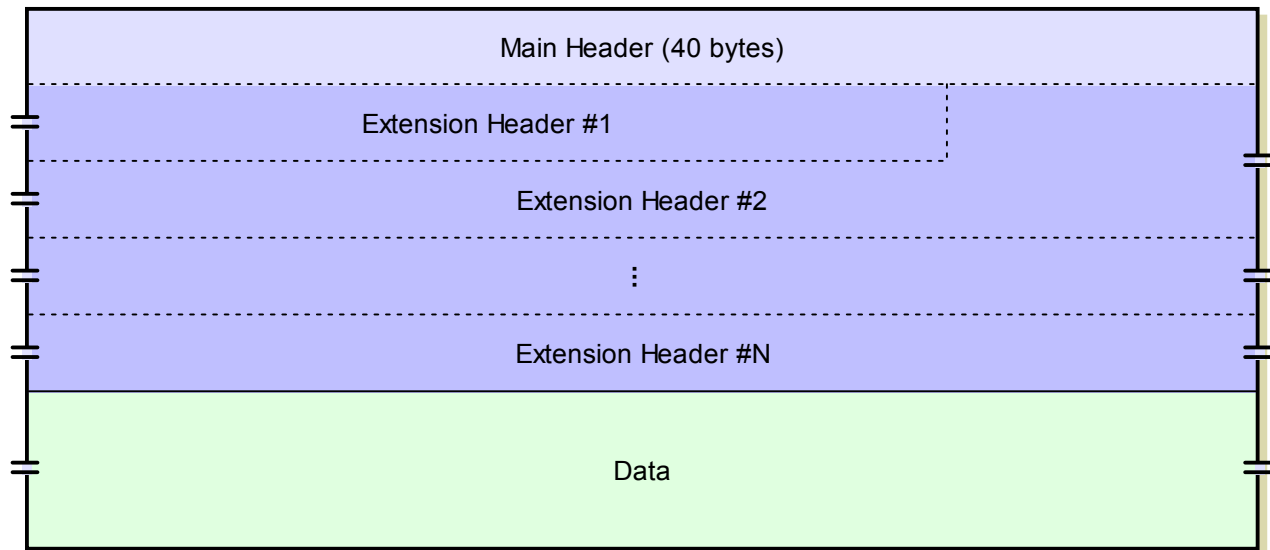 Main Header (40 bytes)
Extension Header #1
Extension Header #2
⋮
Extension Header #N
Data